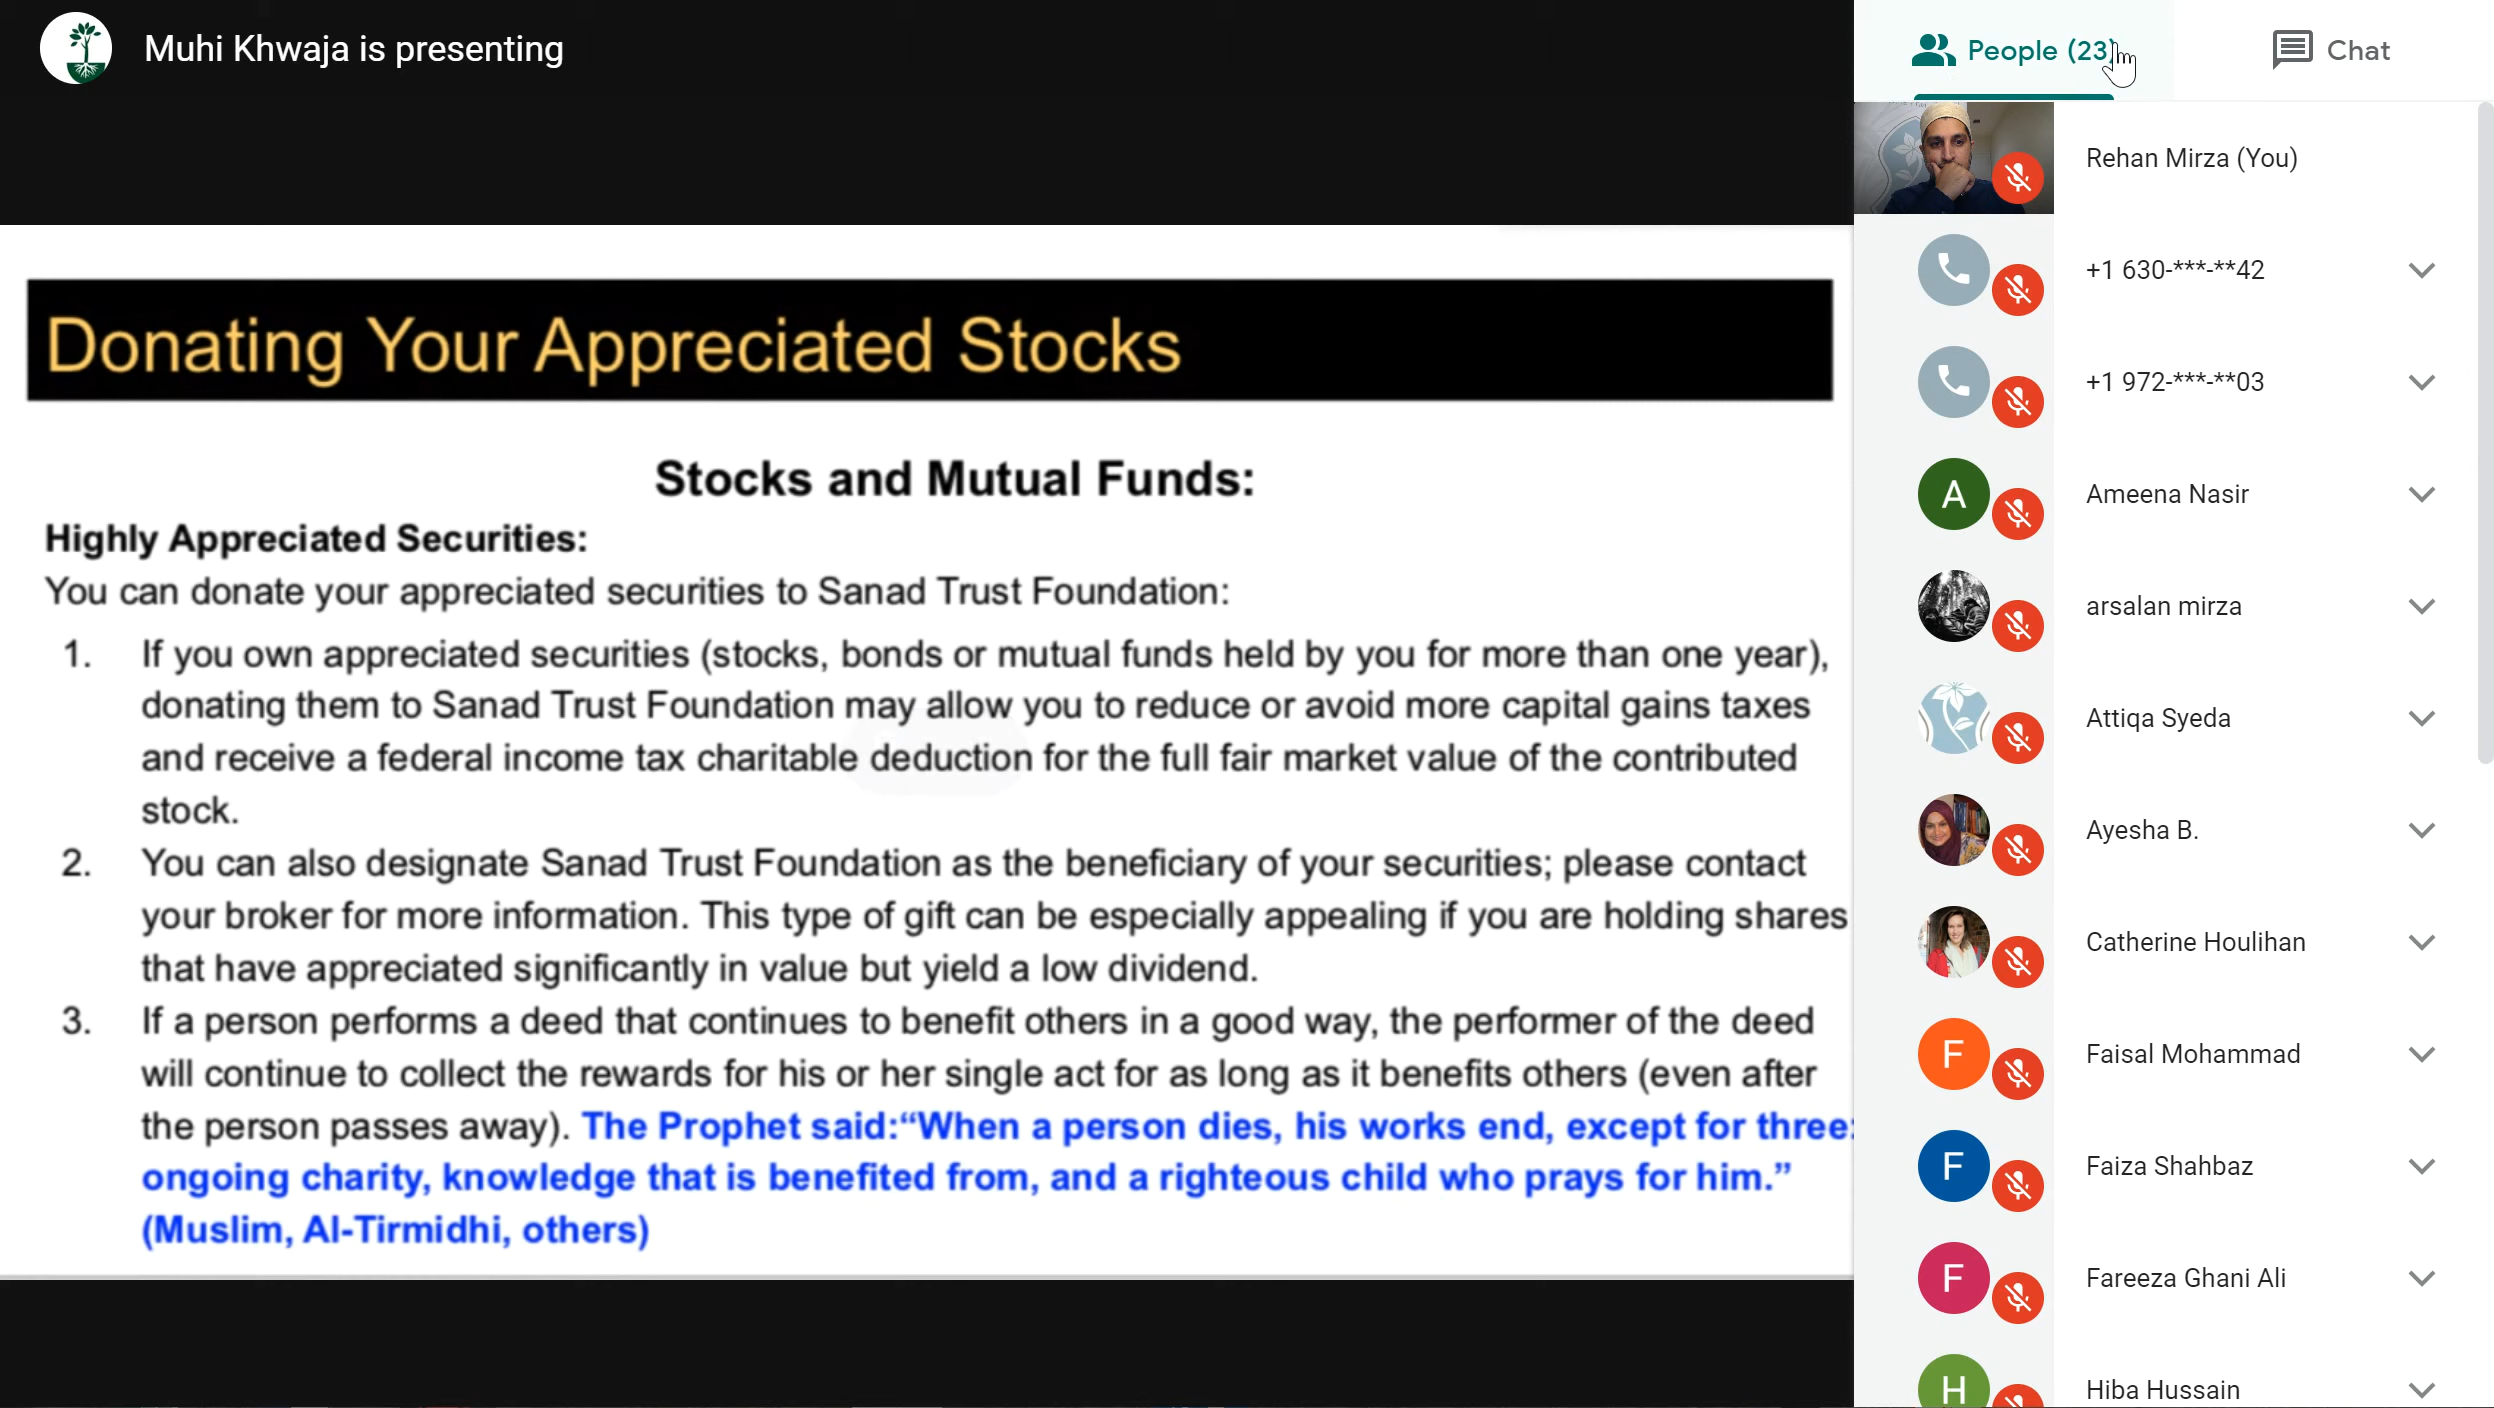 Muhi Khwaja is presenting
People (23)
Chat
Donating Your Appreciated Stocks
Stocks and Mutual Funds:
Highly Appreciated Securities:
You can donate your appreciated securities to Sanad Trust Foundation:
1. If you own appreciated securities (stocks, bonds or mutual funds held by you for more than one year),
donating them to Sanad Trust Foundation may allow you to reduce or avoid more capital gains taxes
and receive a federal income tax charitable deduction for the full fair market value of the contributed
stock.
2. You can also designate Sanad Trust Foundation as the beneficiary of your securities; please contact
your broker for more information. This type of gift can be especially appealing if you are holding shares
that have appreciated significantly in value but yield a low dividend.
3. If a person performs a deed that continues to benefit others in a good way, the performer of the deed
will continue to collect the rewards for his or her single act for as long as it benefits others (even after
the person passes away). The Prophet said:“When a person dies, his works end, except for three:
ongoing charity, knowledge that is benefited from, and a righteous child who prays for him.”
(Muslim, Al-Tirmidhi, others)
Rehan Mirza (You)
+1 630-***-**42
+1 972-***-**03
A
Ameena Nasir
arsalan mirza
Attiqa Syeda
Ayesha B.
Catherine Houlihan
F
Faisal Mohammad
F
Faiza Shahbaz
F
Fareeza Ghani Ali
H
Hiba Hussain